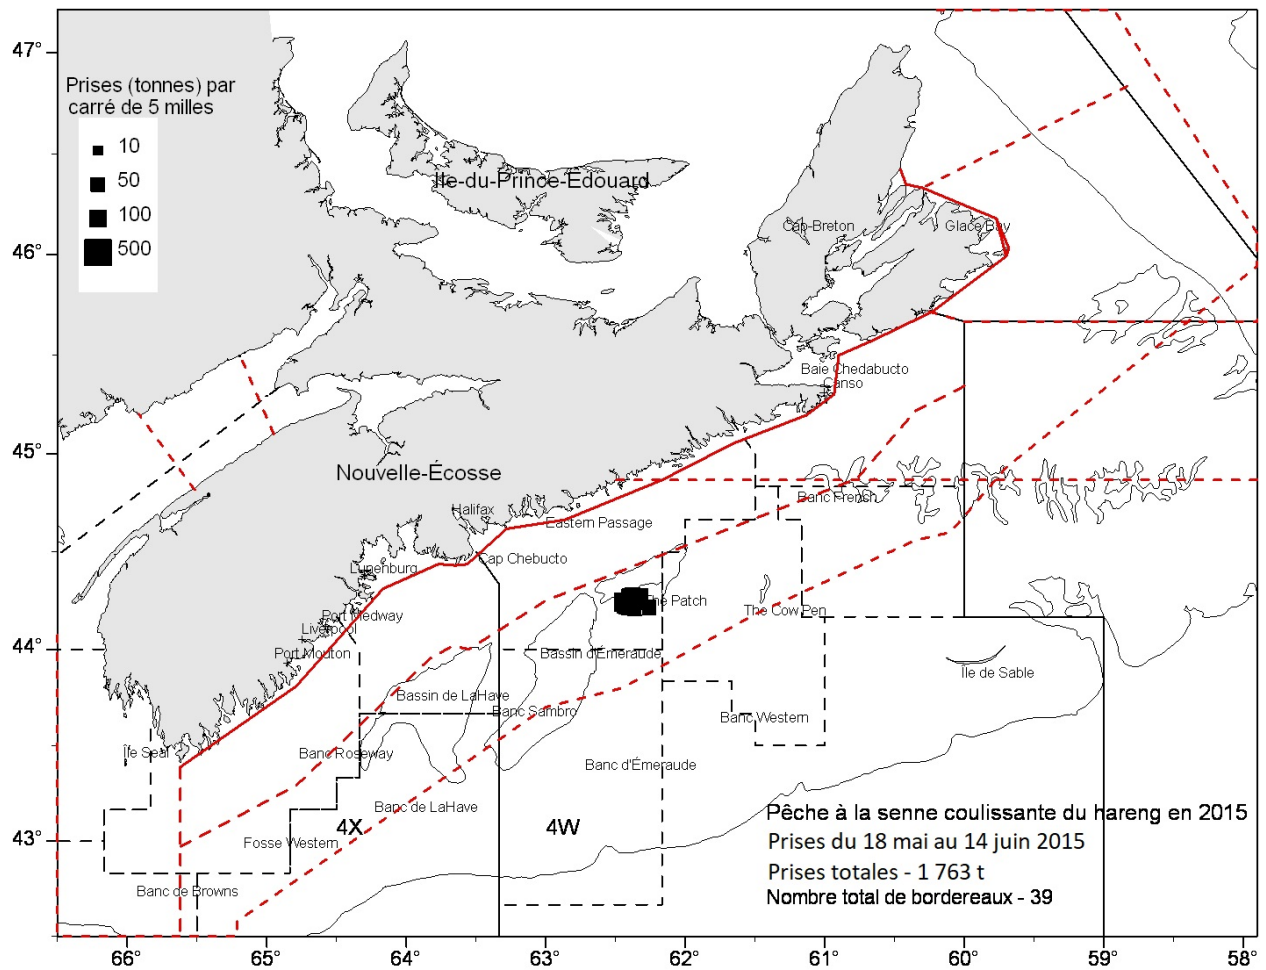 47°
46°
45°
44°
43°
Prises (tonnes) par
carré de 5 milles
10
50
100
500
Île-du-Prince-Édouard
Cap-Breton
Glace Bay
Baie Chedabucto
Canso
Nouvelle-Écosse
Halifax
Eastern Passage
Banc French
Cap Chebucto
Lunenburg
The Patch
The Cow Pen
Port Medway
Liverpool
Port Mouton
Bassin d'Émeraude
Île de Sable
Bassin de LaHave
Banc Sambro
Banc Western
Île Seal
Banc Roseway
Banc d'Émeraude
Banc de LaHave
4X
4W
Fosse Western
Banc de Browns
Pêche à la senne coulissante du hareng en 2015
Prises du 18 mai au 14 juin 2015
Prises totales - 1 763 t
Nombre total de bordereaux - 39
66°
65°
64°
63°
62°
61°
60°
59°
58°